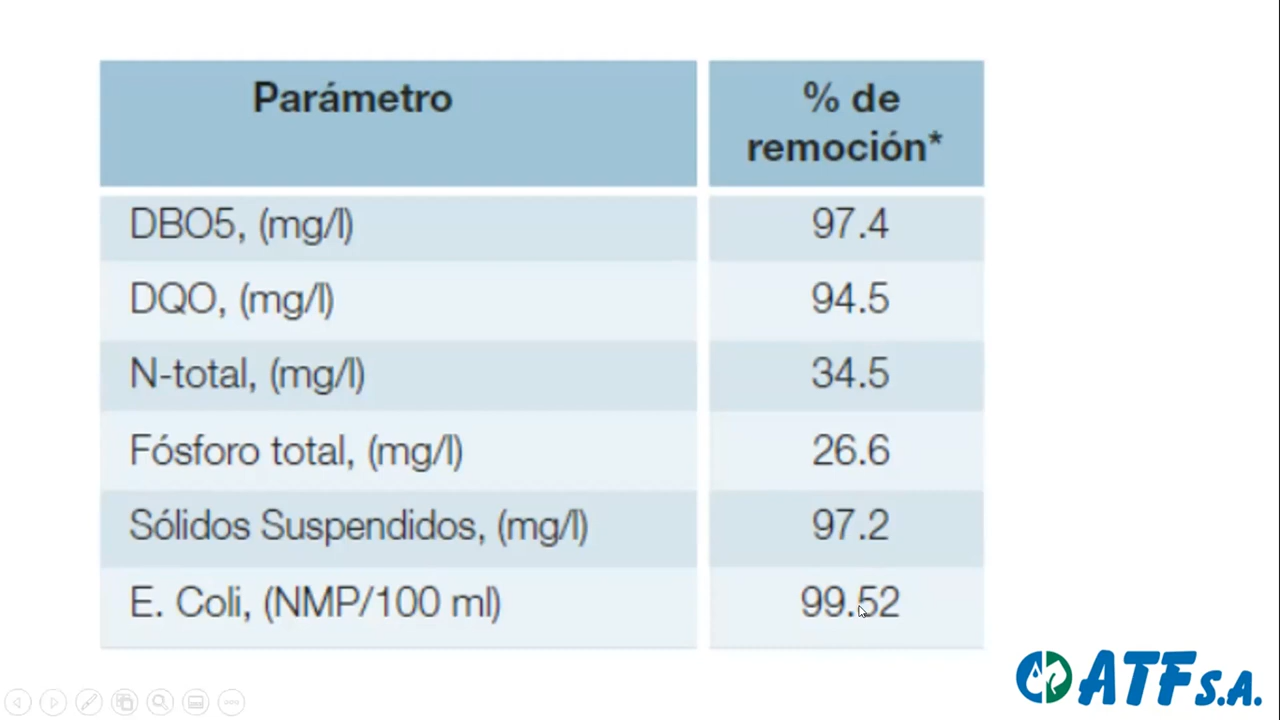 Parámetro
% de
remoción*
DBO5, (mg/l)
97.4
DQO, (mg/l)
94.5
N-total, (mg/l)
34.5
Fósforo total, (mg/l)
26.6
Sólidos Suspendidos, (mg/l)
97.2
E. Coli, (NMP/100 ml)
99.52
ATF S.A.